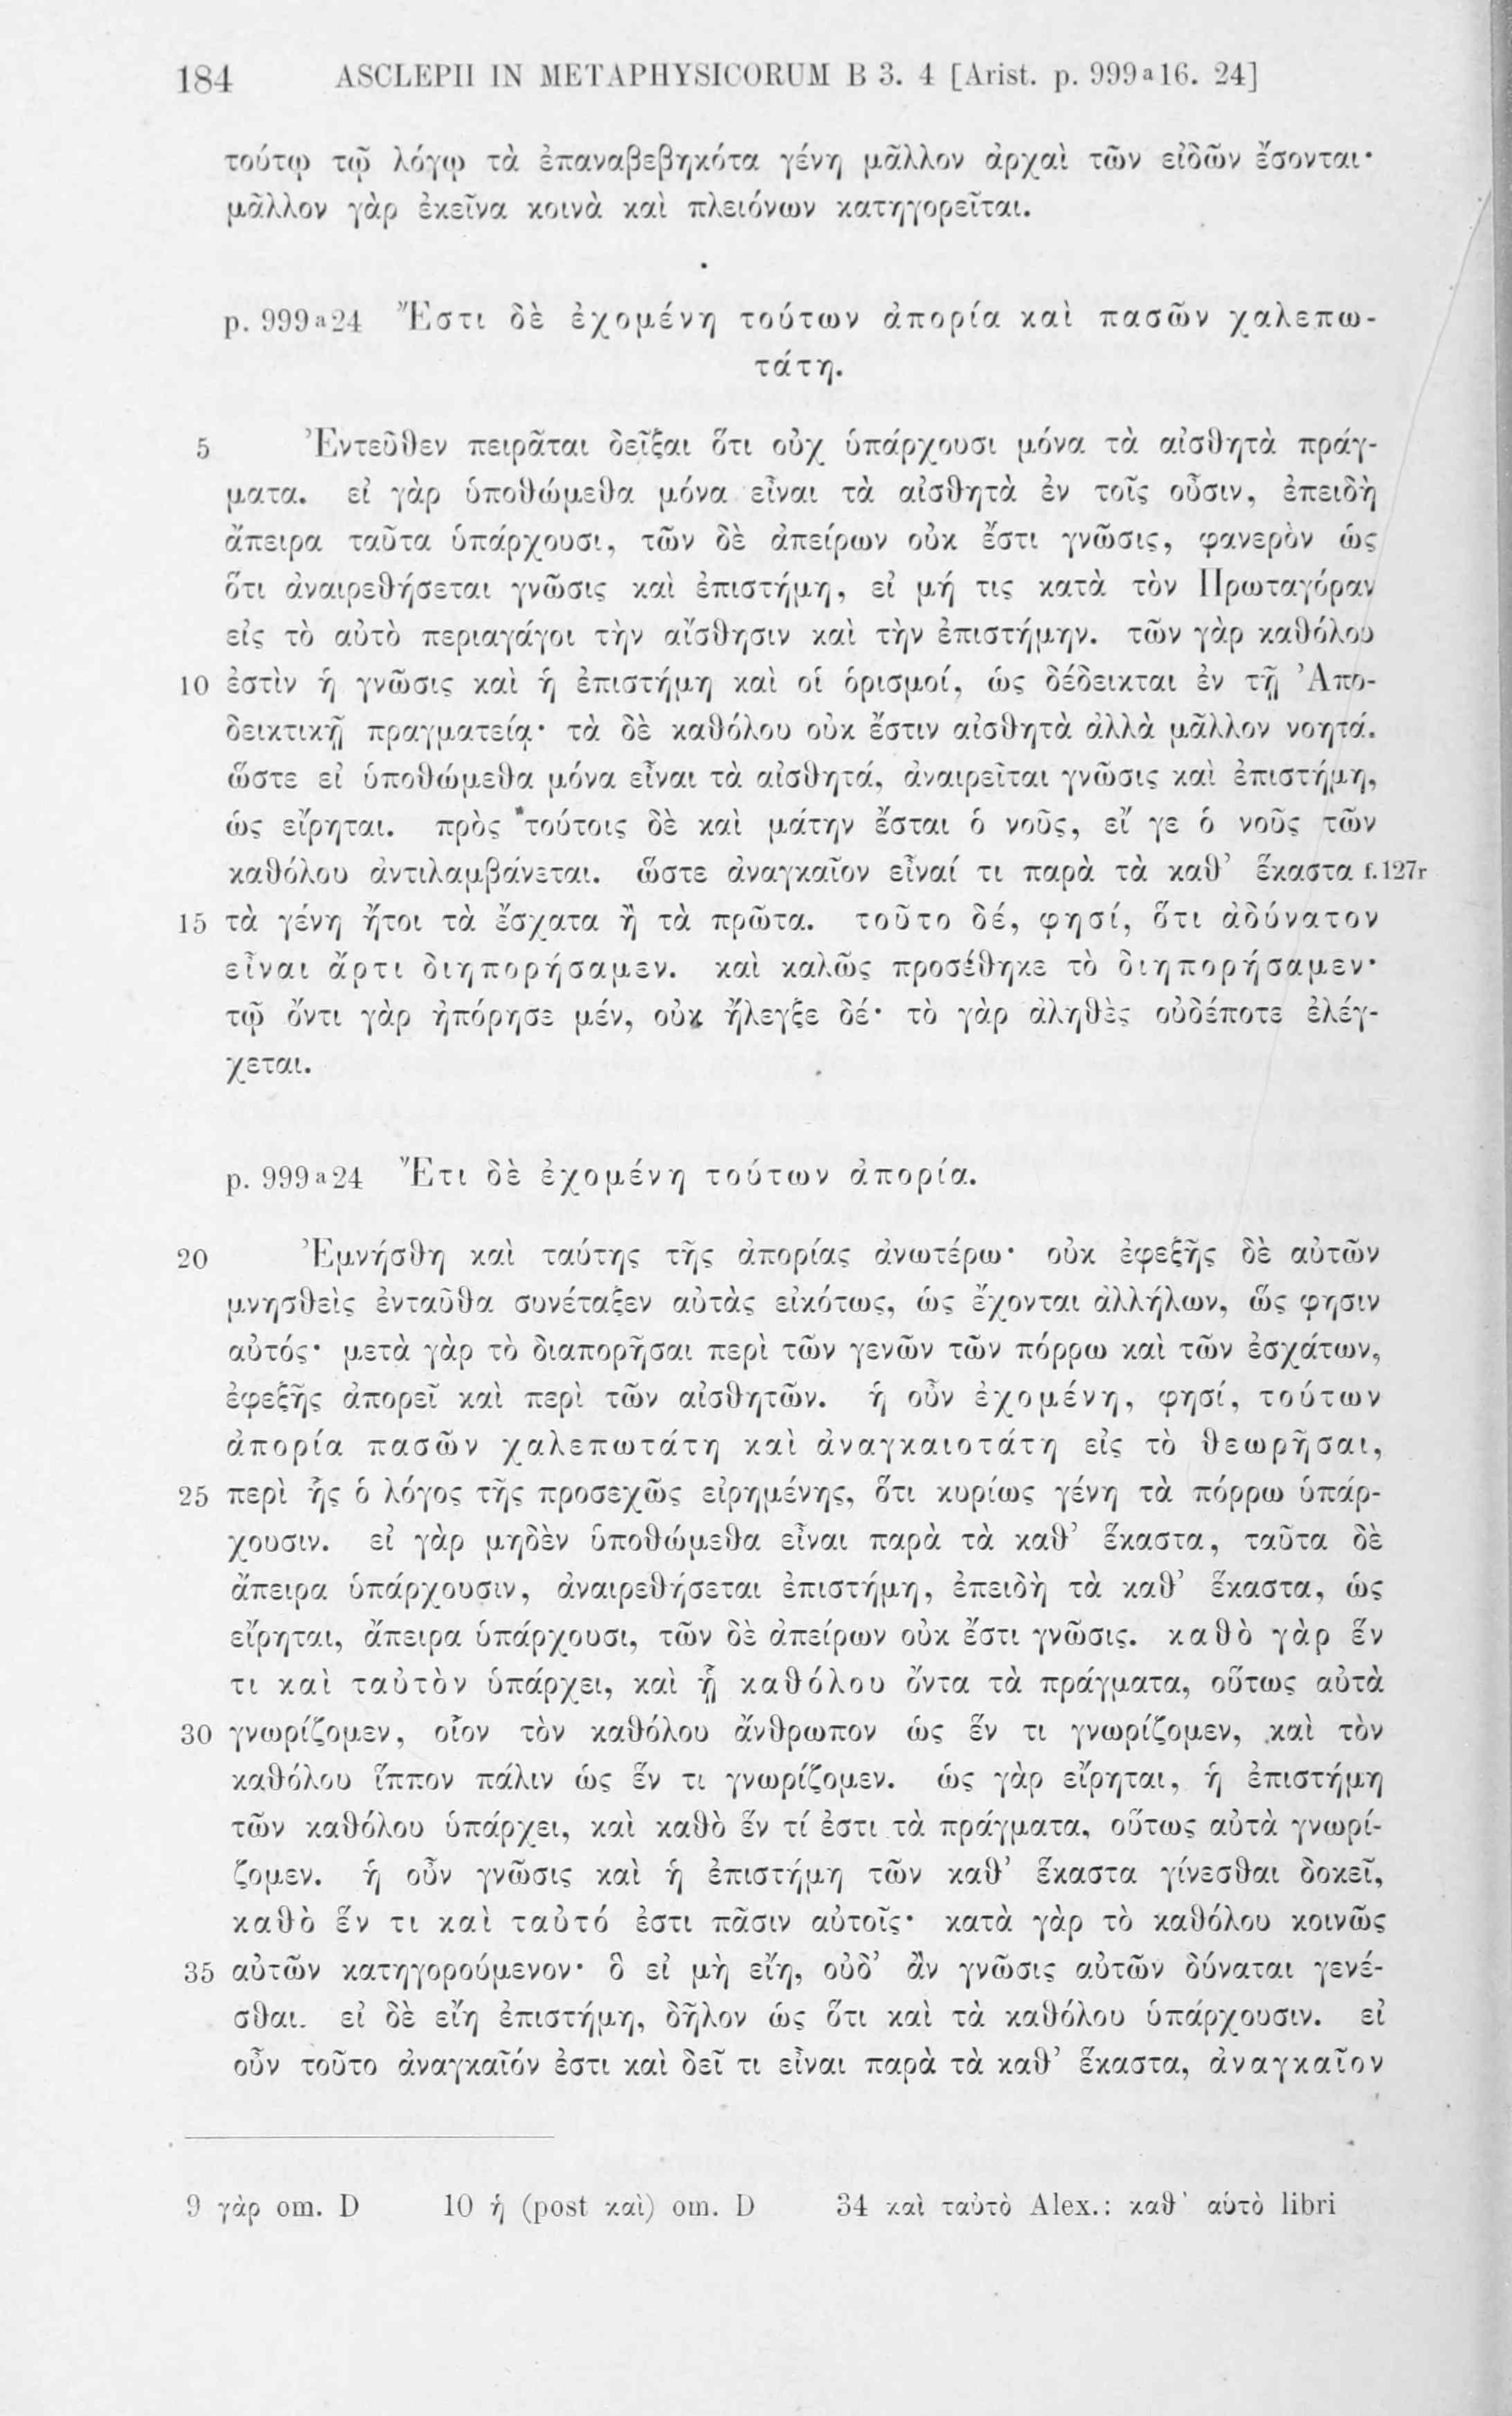 184 ASCLEPII IN METAPHYSICORUM B 3. 4 [Arist. p. 999ᵃ16. 24]
τούτῳ τῷ λόγῳ τὰ ἐπαναβεβηκότα γένη μᾶλλον ἀρχαὶ τῶν εἰδῶν ἔσονται·
μᾶλλον γὰρ ἐκεῖνα κοινὰ καὶ πλειόνων κατηγορεῖται.
p. 999ᵃ24 Ἔστι δὲ ἐχομένη τούτων ἀπορία καὶ πασῶν χαλεπω-
τάτη.
5 Ἐντεῦθεν πειρᾶται δεῖξαι ὅτι οὐχ ὑπάρχουσι μόνα τὰ αἰσθητὰ πράγ-
ματα. εἰ γὰρ ὑποθώμεθα μόνα εἶναι τὰ αἰσθητὰ ἐν τοῖς οὖσιν, ἐπειδὴ
ἄπειρα ταῦτα ὑπάρχουσι, τῶν δὲ ἀπείρων οὐκ ἔστι γνῶσις, φανερὸν ὡς
ὅτι ἀναιρεθήσεται γνῶσις καὶ ἐπιστήμη, εἰ μή τις κατὰ τὸν Πρωταγόραν
εἰς τὸ αὐτὸ περιαγάγοι τὴν αἴσθησιν καὶ τὴν ἐπιστήμην. τῶν γὰρ καθόλου
10 ἐστὶν ἡ γνῶσις καὶ ἡ ἐπιστήμη καὶ οἱ ὁρισμοί, ὡς δέδεικται ἐν τῇ Ἀπο-
δεικτικῇ πραγματείᾳ· τὰ δὲ καθόλου οὐκ ἔστιν αἰσθητὰ ἀλλὰ μᾶλλον νοητά.
ὥστε εἰ ὑποθώμεθα μόνα εἶναι τὰ αἰσθητά, ἀναιρεῖται γνῶσις καὶ ἐπιστήμη,
ὡς εἴρηται. πρὸς τούτοις δὲ καὶ μάτην ἔσται ὁ νοῦς, εἴ γε ὁ νοῦς τῶν
καθόλου ἀντιλαμβάνεται. ὥστε ἀναγκαῖον εἶναί τι παρὰ τὰ καθ’ ἕκαστα f.127r
15 τὰ γένη ἤτοι τὰ ἔσχατα ἢ τὰ πρῶτα. τοῦτο δέ, φησί, ὅτι ἀδύνατον
εἶναι ἄρτι διηπορήσαμεν. καὶ καλῶς προσέθηκε τὸ διηπορήσαμεν·
τῷ ὄντι γὰρ ἠπόρησε μέν, οὐκ ἤλεγξε δέ· τὸ γὰρ ἀληθὲς οὐδέποτε ἐλέγ-
χεται.
p. 999ᵃ24 Ἔτι δὲ ἐχομένη τούτων ἀπορία.
20 Ἐμνήσθη καὶ ταύτης τῆς ἀπορίας ἀνωτέρω· οὐκ ἐφεξῆς δὲ αὐτῶν
μνησθεὶς ἐνταῦθα συνέταξεν αὐτὰς εἰκότως, ὡς ἔχονται ἀλλήλων, ὥς φησιν
αὐτός· μετὰ γὰρ τὸ διαπορῆσαι περὶ τῶν γενῶν τῶν πόρρω καὶ τῶν ἐσχάτων,
ἐφεξῆς ἀπορεῖ καὶ περὶ τῶν αἰσθητῶν. ἡ οὖν ἐχομένη, φησί, τούτων
ἀπορία πασῶν χαλεπωτάτη καὶ ἀναγκαιοτάτη εἰς τὸ θεωρῆσαι,
25 περὶ ἧς ὁ λόγος τῆς προσεχῶς εἰρημένης, ὅτι κυρίως γένη τὰ πόρρω ὑπάρ-
χουσιν. εἰ γὰρ μηδὲν ὑποθώμεθα εἶναι παρὰ τὰ καθ’ ἕκαστα, ταῦτα δὲ
ἄπειρα ὑπάρχουσιν, ἀναιρεθήσεται ἐπιστήμη, ἐπειδὴ τὰ καθ’ ἕκαστα, ὡς
εἴρηται, ἄπειρα ὑπάρχουσι, τῶν δὲ ἀπείρων οὐκ ἔστι γνῶσις. καθὸ γὰρ ἕν
τι καὶ ταὐτὸν ὑπάρχει, καὶ ᾗ καθόλου ὄντα τὰ πράγματα, οὕτως αὐτὰ
30 γνωρίζομεν, οἷον τὸν καθόλου ἄνθρωπον ὡς ἕν τι γνωρίζομεν, καὶ τὸν
καθόλου ἵππον πάλιν ὡς ἕν τι γνωρίζομεν. ὡς γὰρ εἴρηται, ἡ ἐπιστήμη
τῶν καθόλου ὑπάρχει, καὶ καθὸ ἕν τί ἐστι τὰ πράγματα, οὕτως αὐτὰ γνωρί-
ζομεν. ἡ οὖν γνῶσις καὶ ἡ ἐπιστήμη τῶν καθ’ ἕκαστα γίνεσθαι δοκεῖ,
καθὸ ἕν τι καὶ ταὐτό ἐστι πᾶσιν αὐτοῖς· κατὰ γὰρ τὸ καθόλου κοινῶς
35 αὐτῶν κατηγορούμενον· ὃ εἰ μὴ εἴη, οὐδ’ ἂν γνῶσις αὐτῶν δύναται γενέ-
σθαι. εἰ δὲ εἴη ἐπιστήμη, δῆλον ὡς ὅτι καὶ τὰ καθόλου ὑπάρχουσιν. εἰ
οὖν τοῦτο ἀναγκαῖόν ἐστι καὶ δεῖ τι εἶναι παρὰ τὰ καθ’ ἕκαστα, ἀναγκαῖον
9 γὰρ om. D 10 ἡ (post καὶ) om. D 34 καὶ ταὐτὸ Alex.: καθ’ αὑτὸ libri